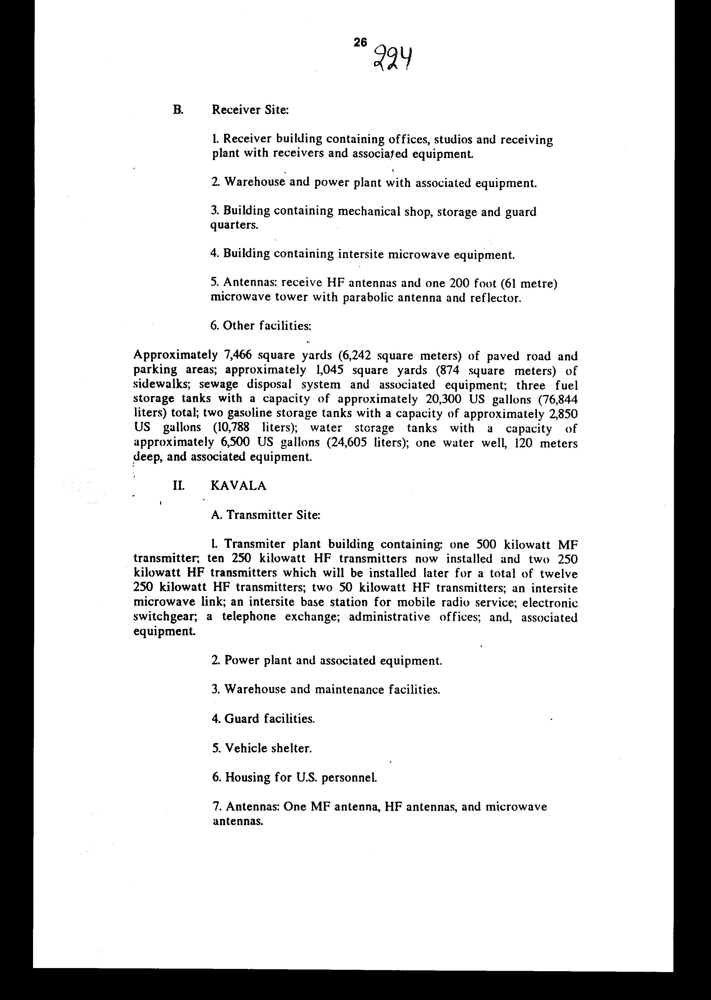 26
224
B. Receiver Site:
1. Receiver building containing offices, studios and receiving
plant with receivers and associated equipment.
2. Warehouse and power plant with associated equipment.
3. Building containing mechanical shop, storage and guard
quarters.
4. Building containing intersite microwave equipment.
5. Antennas: receive HF antennas and one 200 foot (61 metre)
microwave tower with parabolic antenna and reflector.
6. Other facilities:
Approximately 7,466 square yards (6,242 square meters) of paved road and
parking areas; approximately 1,045 square yards (874 square meters) of
sidewalks; sewage disposal system and associated equipment; three fuel
storage tanks with a capacity of approximately 20,300 US gallons (76,844
liters) total; two gasoline storage tanks with a capacity of approximately 2,850
US gallons (10,788 liters); water storage tanks with a capacity of
approximately 6,500 US gallons (24,605 liters); one water well, 120 meters
deep, and associated equipment.
II. KAVALA
A. Transmitter Site:
1. Transmiter plant building containing: one 500 kilowatt MF
transmitter; ten 250 kilowatt HF transmitters now installed and two 250
kilowatt HF transmitters which will be installed later for a total of twelve
250 kilowatt HF transmitters; two 50 kilowatt HF transmitters; an intersite
microwave link; an intersite base station for mobile radio service; electronic
switchgear; a telephone exchange; administrative offices; and, associated
equipment.
2. Power plant and associated equipment.
3. Warehouse and maintenance facilities.
4. Guard facilities.
5. Vehicle shelter.
6. Housing for U.S. personnel.
7. Antennas: One MF antenna, HF antennas, and microwave
antennas.